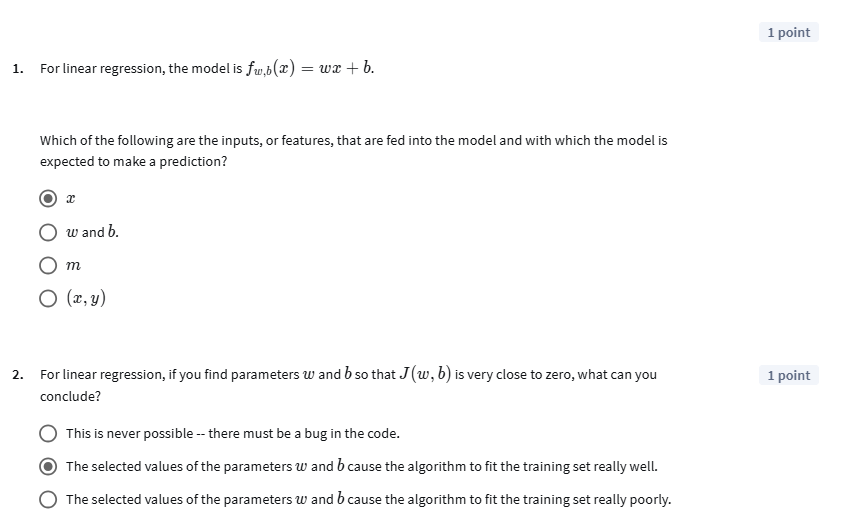 1 point
1. For linear regression, the model is f_{w,b}(x) = wx + b.
Which of the following are the inputs, or features, that are fed into the model and with which the model is
expected to make a prediction?
x
w and b.
m
(x, y)
2. For linear regression, if you find parameters w and b so that J(w, b) is very close to zero, what can you
conclude?
1 point
This is never possible -- there must be a bug in the code.
The selected values of the parameters w and b cause the algorithm to fit the training set really well.
The selected values of the parameters w and b cause the algorithm to fit the training set really poorly.